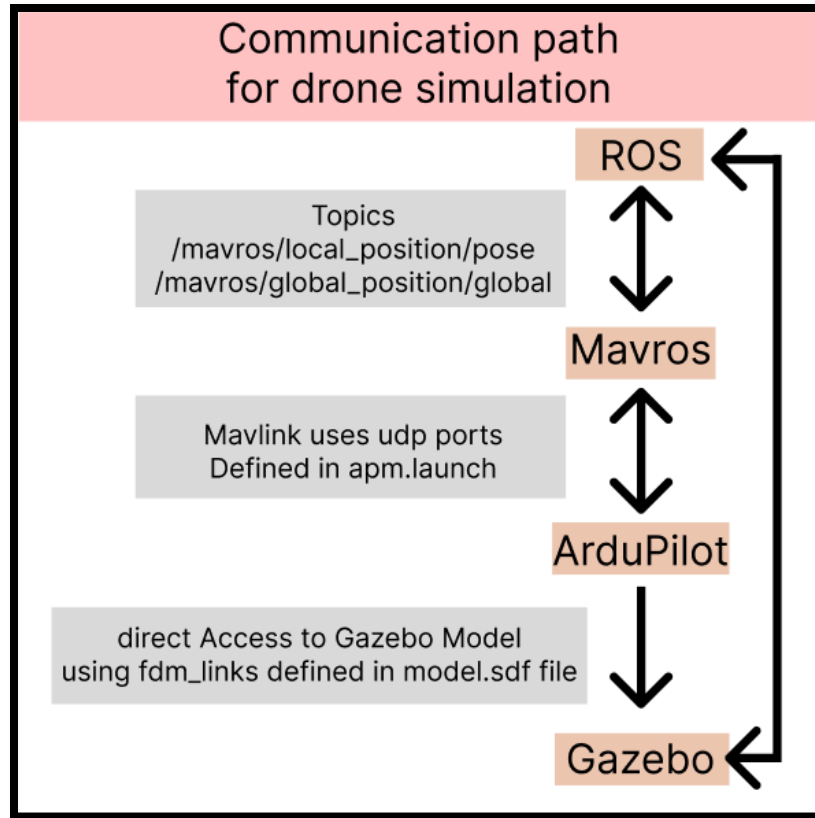 Communication path
for drone simulation
ROS
Topics
/mavros/local_position/pose
/mavros/global_position/global
Mavros
Mavlink uses udp ports
Defined in apm.launch
ArduPilot
direct Access to Gazebo Model
using fdm_links defined in model.sdf file
Gazebo